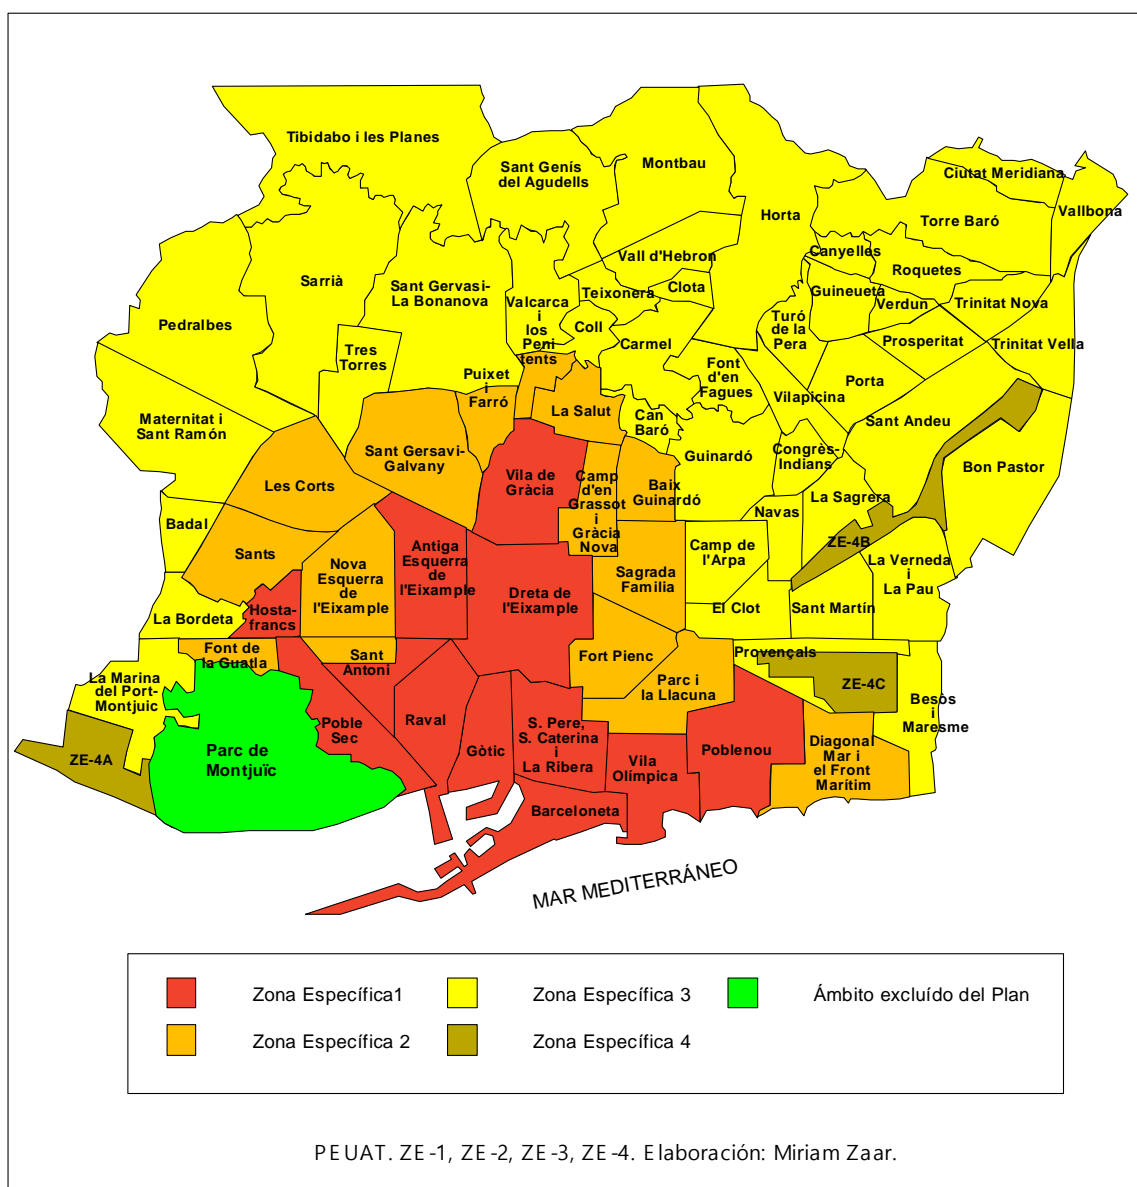 Tibidabo i les Planes
Sant Genís
del Agudells
Montbau
Ciutat Meridiana
Vallbona
Horta
Torre Baró
Canyelles
Roquetes
Vall d'Hebron
Sarrià
Sant Gervasi-
La Bonanova
Valcarca
i
los
Peni
tents
Teixonera
Clota
Guineueta
Verdun
Trinitat Nova
Pedralbes
Coll
Carmel
Turó
de la
Pera
Prosperitat
Trinitat Vella
Tres
Torres
Puixet
i
Farró
Font
d'en
Fagues
Porta
Vilapicina
La Salut
Can
Baró
Maternitat i
Sant Ramón
Sant Andeu
Sant Gersavi-
Galvany
Guinardó
Congrès-
Indians
Bon Pastor
Vila de
Gràcia
Camp
d'en
Grassot
i
Gràcia
Nova
Baix
Guinardó
Les Corts
La Sagrera
Navas
Badal
ZE-4B
Sants
Nova
Esquerra
de
l'Eixample
Antiga
Esquerra
de
l'Eixample
Camp de
l'Arpa
La Verneda
i
La Pau
Sagrada
Familia
Dreta de
l'Eixample
Hosta-
francs
La Bordeta
El Clot
Sant Martín
Font de
la Guatla
Sant
Antoni
Fort Pienc
Provençals
La Marina
del Port-
Montjuic
Parc i
la Llacuna
ZE-4C
Besòs
i
Maresme
Poble
Sec
Raval
Gòtic
S. Pere,
S. Caterina
i
La Ribera
Poblenou
Diagonal
Mar i
el Front
Marítim
ZE-4A
Parc de
Montjuïc
Vila
Olímpica
Barceloneta
MAR MEDITERRÁNEO
Zona Específica1
Zona Específica 3
Ámbito excluído del Plan
Zona Específica 2
Zona Específica 4
PEUAT. ZE-1, ZE-2, ZE-3, ZE-4. Elaboración: Miriam Zaar.